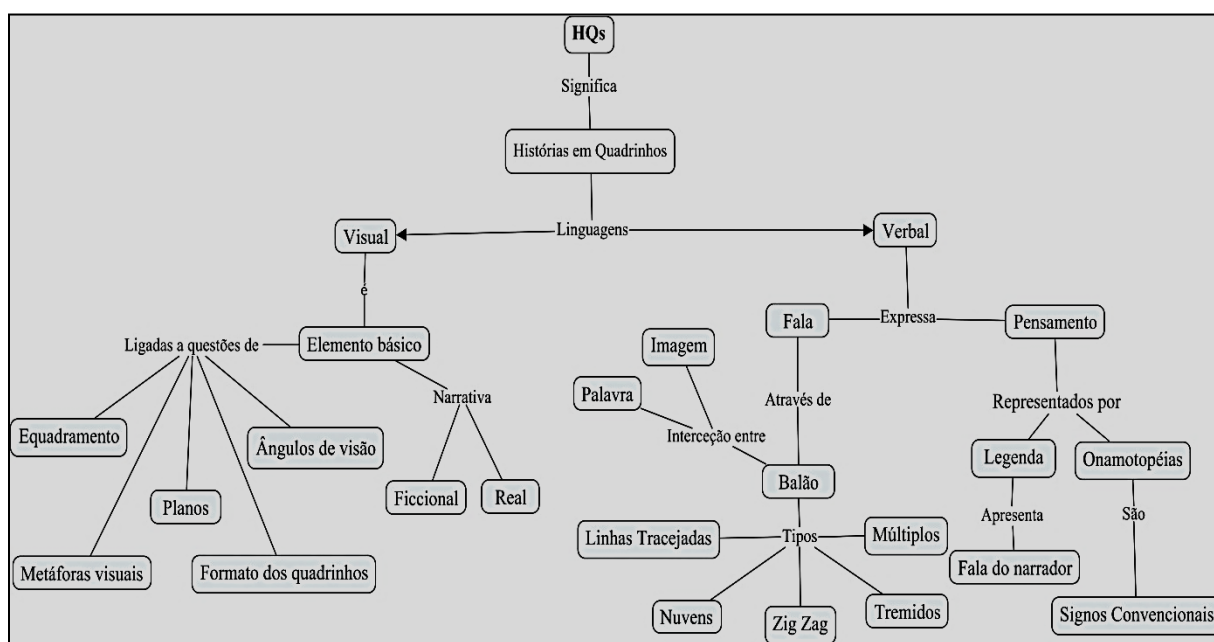 HQs
Significa
Histórias em Quadrinhos
Visual
Linguagens
Verbal
é
Fala
Expressa
Pensamento
Ligadas a questões de
Elemento básico
Imagem
Palavra
Narrativa
Através de
Representados por
Equadramento
Ângulos de visão
Interceção entre
Legenda
Onamotopéias
Planos
Ficcional
Real
Balão
Apresenta
São
Linhas Tracejadas
Tipos
Múltiplos
Metáforas visuais
Formato dos quadrinhos
Fala do narrador
Nuvens
Zig Zag
Tremidos
Signos Convencionais